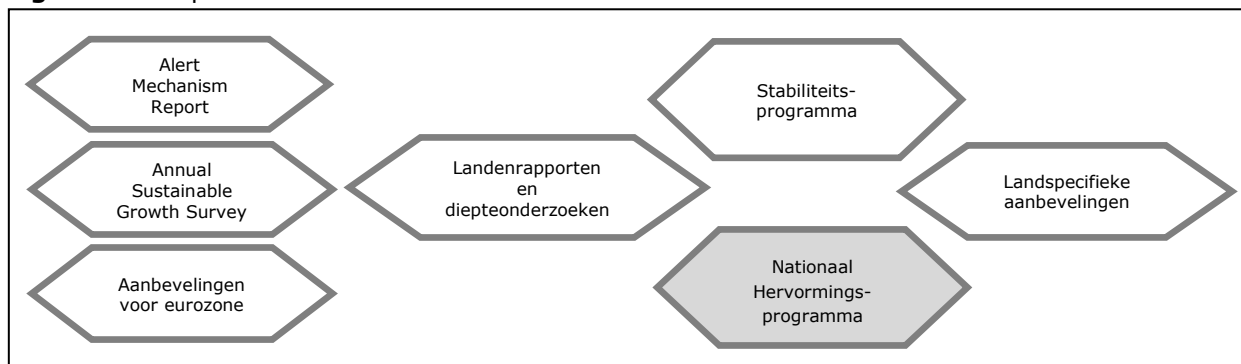 Alert
Mechanism
Report
Annual
Sustainable
Growth Survey
Aanbevelingen
voor eurozone
Landenrapporten
en
diepteonderzoeken
Stabiliteits-
programma
Nationaal
Hervormings-
programma
Landspecifieke
aanbevelingen